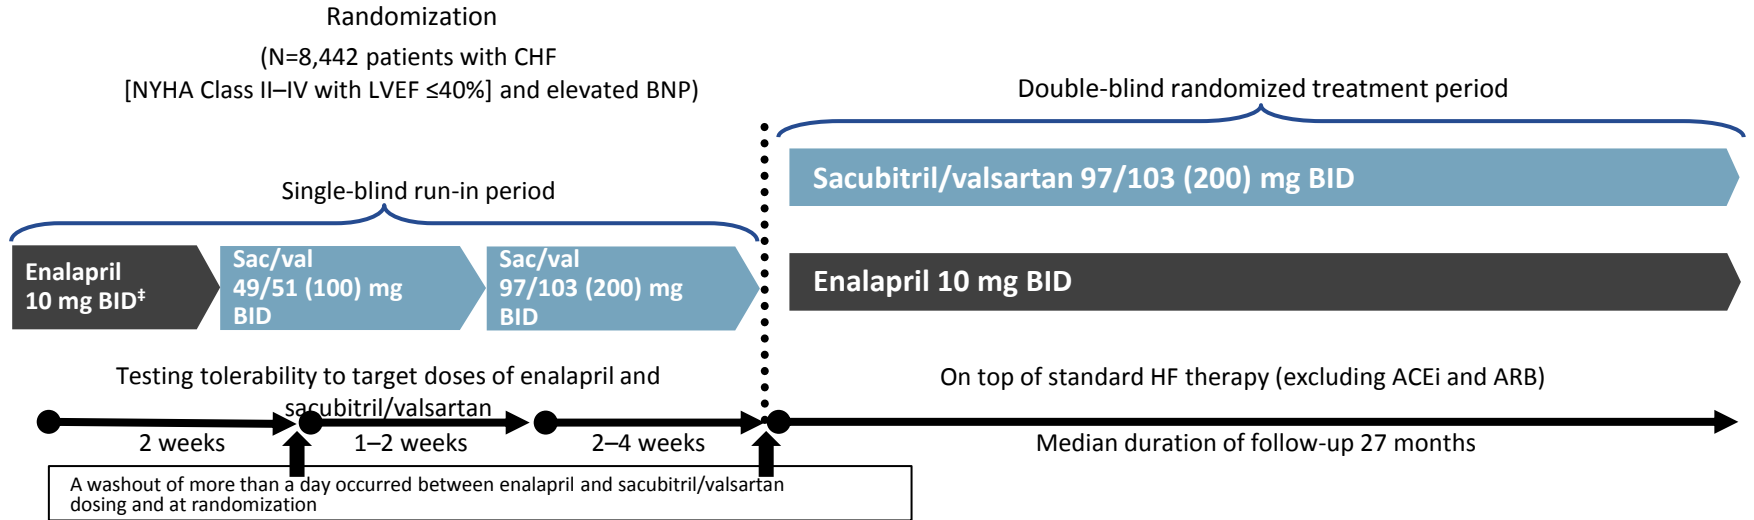 Randomization
(N=8,442 patients with CHF
[NYHA Class II–IV with LVEF ≤40%] and elevated BNP)
Double-blind randomized treatment period
Sacubitril/valsartan 97/103 (200) mg BID
Single-blind run-in period
Enalapril
10 mg BID‡
Sac/val
49/51 (100) mg
BID
Sac/val
97/103 (200) mg
BID
Enalapril 10 mg BID
Testing tolerability to target doses of enalapril and
sacubitril/valsartan
On top of standard HF therapy (excluding ACEi and ARB)
2 weeks
1–2 weeks
2–4 weeks
Median duration of follow-up 27 months
A washout of more than a day occurred between enalapril and sacubitril/valsartan
dosing and at randomization